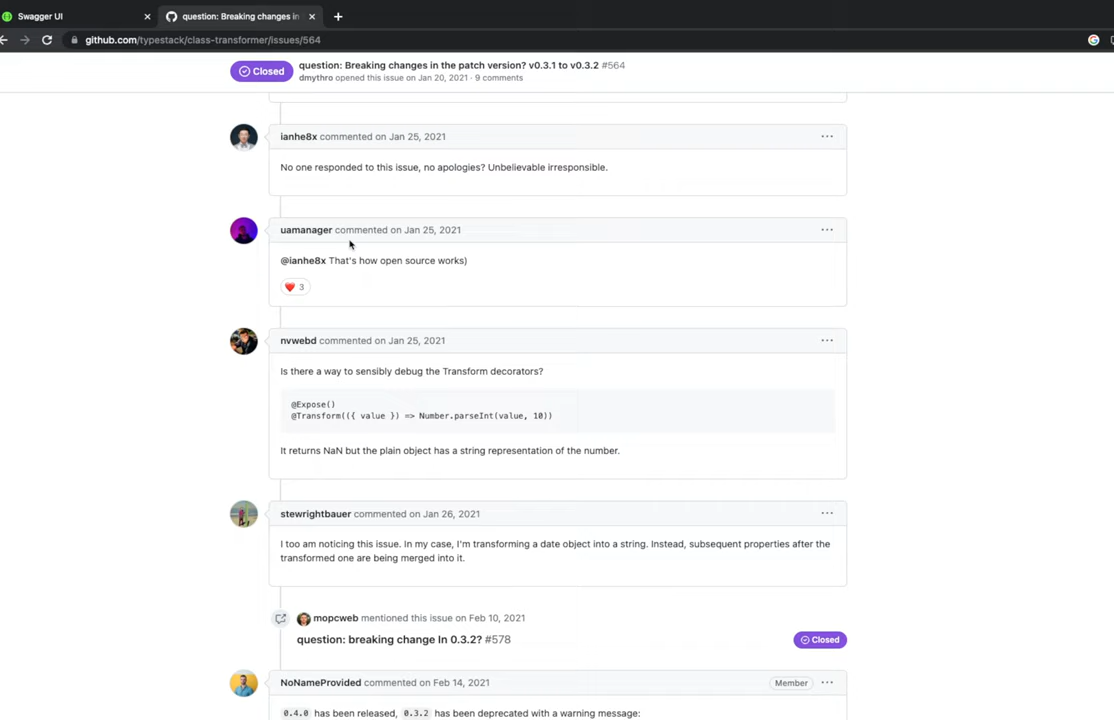 Swagger UI
question: Breaking changes in
github.com/typestack/class-transformer/issues/564
Closed
question: Breaking changes in the patch version? v0.3.1 to v0.3.2 #564
dmythro opened this issue on Jan 20, 2021 · 9 comments
ianhe8x commented on Jan 25, 2021
No one responded to this issue, no apologies? Unbelievable irresponsible.
uamanager commented on Jan 25, 2021
@ianhe8x That's how open source works)
❤️ 3
nvwebd commented on Jan 25, 2021
Is there a way to sensibly debug the Transform decorators?
@Expose()
@Transform(({ value }) => Number.parseInt(value, 10))
It returns NaN but the plain object has a string representation of the number.
stewrightbauer commented on Jan 26, 2021
I too am noticing this issue. In my case, I'm transforming a date object into a string. Instead, subsequent properties after the
transformed one are being merged into it.
mopcweb mentioned this issue on Feb 10, 2021
question: breaking change In 0.3.2? #578
Closed
NoNameProvided commented on Feb 14, 2021
Member
0.4.0 has been released, 0.3.2 has been deprecated with a warning message: